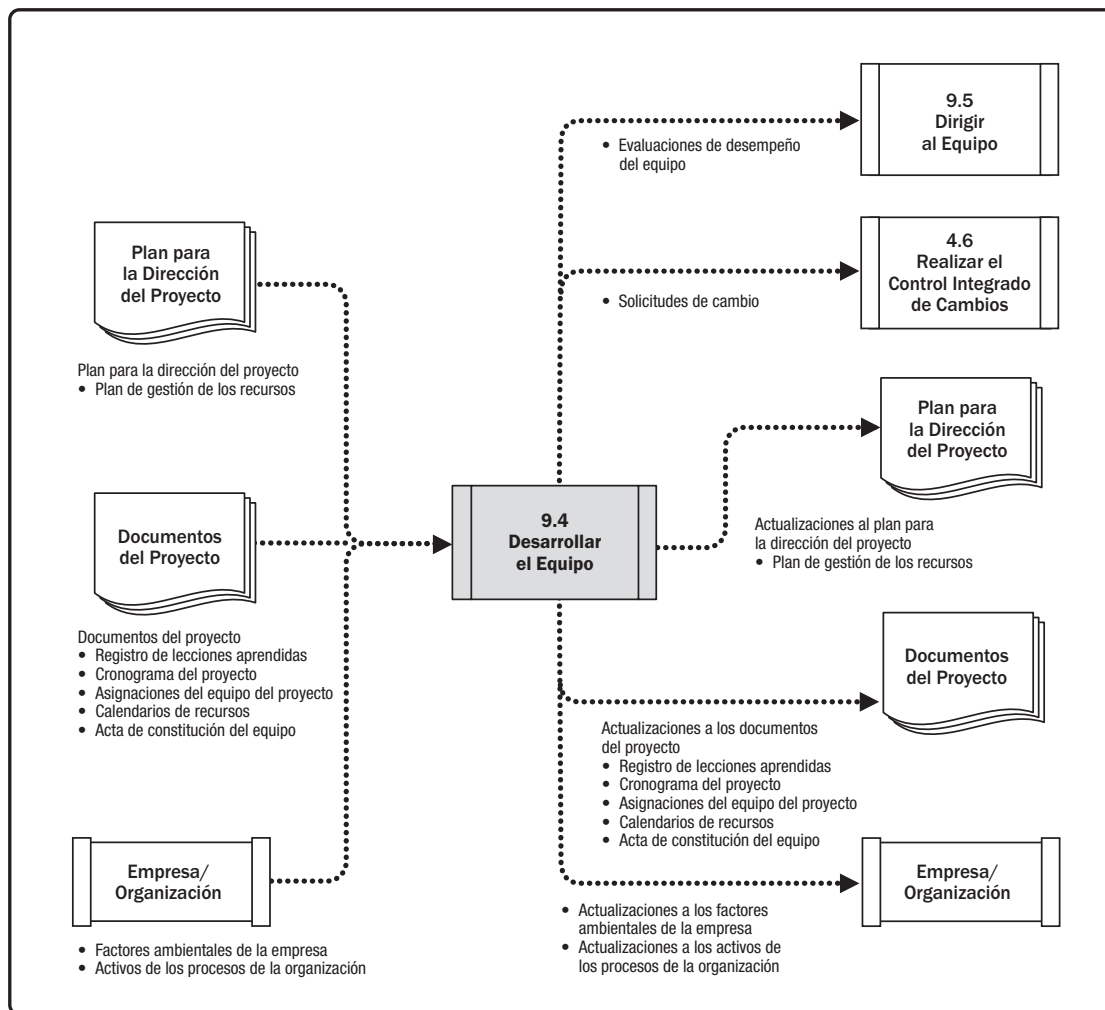 Plan para
la Dirección
del Proyecto
Plan para la dirección del proyecto
• Plan de gestión de los recursos
Documentos
del Proyecto
Documentos del proyecto
• Registro de lecciones aprendidas
• Cronograma del proyecto
• Asignaciones del equipo del proyecto
• Calendarios de recursos
• Acta de constitución del equipo
Empresa/
Organización
• Factores ambientales de la empresa
• Activos de los procesos de la organización
9.4
Desarrollar
el Equipo
• Evaluaciones de desempeño
del equipo
9.5
Dirigir
al Equipo
• Solicitudes de cambio
4.6
Realizar el
Control Integrado
de Cambios
Plan para
la Dirección
del Proyecto
Actualizaciones al plan para
la dirección del proyecto
• Plan de gestión de los recursos
Documentos
del Proyecto
Actualizaciones a los documentos
del proyecto
• Registro de lecciones aprendidas
• Cronograma del proyecto
• Asignaciones del equipo del proyecto
• Calendarios de recursos
• Acta de constitución del equipo
Empresa/
Organización
• Actualizaciones a los factores
ambientales de la empresa
• Actualizaciones a los activos de
los procesos de la organización